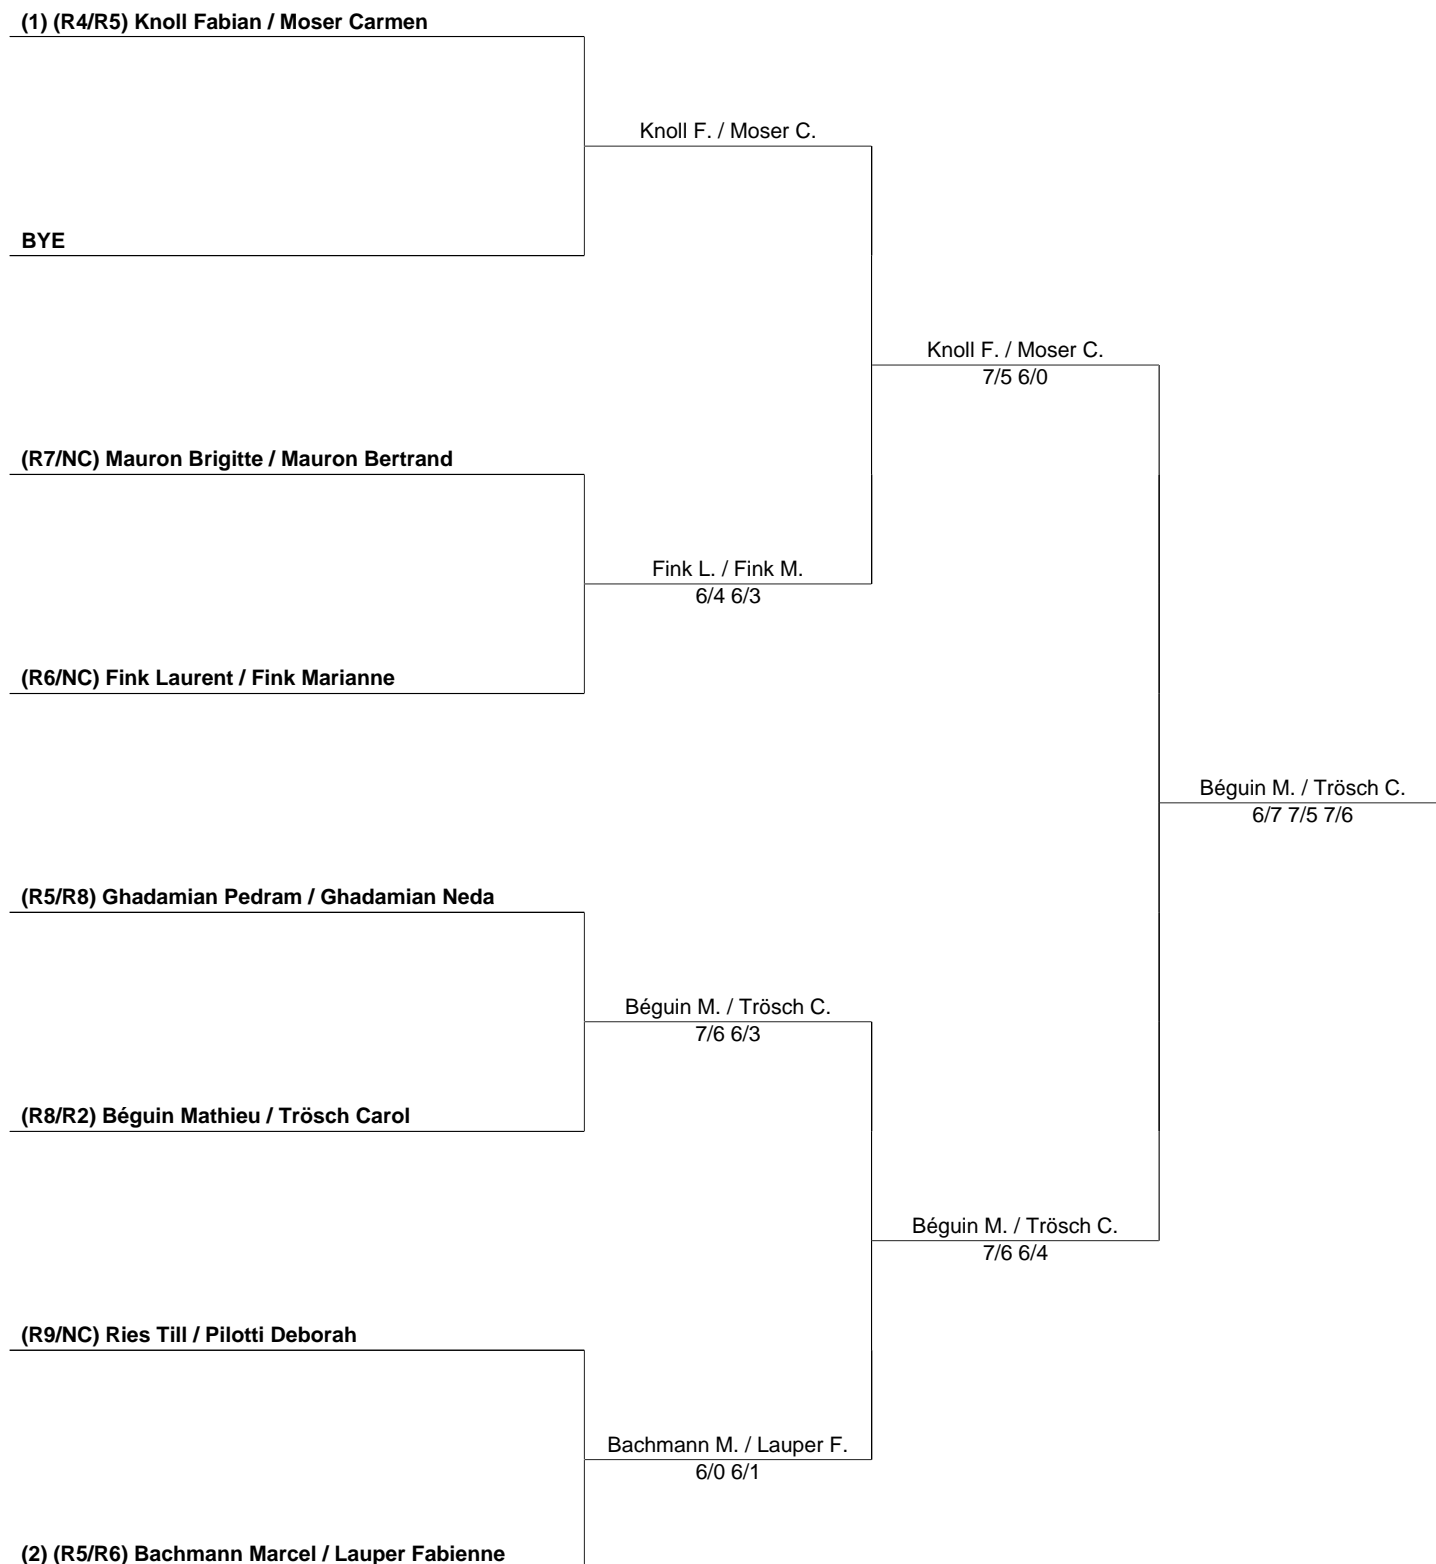 (1) (R4/R5) Knoll Fabian / Moser Carmen
Knoll F. / Moser C.
BYE
Knoll F. / Moser C.
7/5 6/0
(R7/NC) Mauron Brigitte / Mauron Bertrand
Fink L. / Fink M.
6/4 6/3
(R6/NC) Fink Laurent / Fink Marianne
Béguin M. / Trösch C.
6/7 7/5 7/6
(R5/R8) Ghadamian Pedram / Ghadamian Neda
Béguin M. / Trösch C.
7/6 6/3
(R8/R2) Béguin Mathieu / Trösch Carol
Béguin M. / Trösch C.
7/6 6/4
(R9/NC) Ries Till / Pilotti Deborah
Bachmann M. / Lauper F.
6/0 6/1
(2) (R5/R6) Bachmann Marcel / Lauper Fabienne